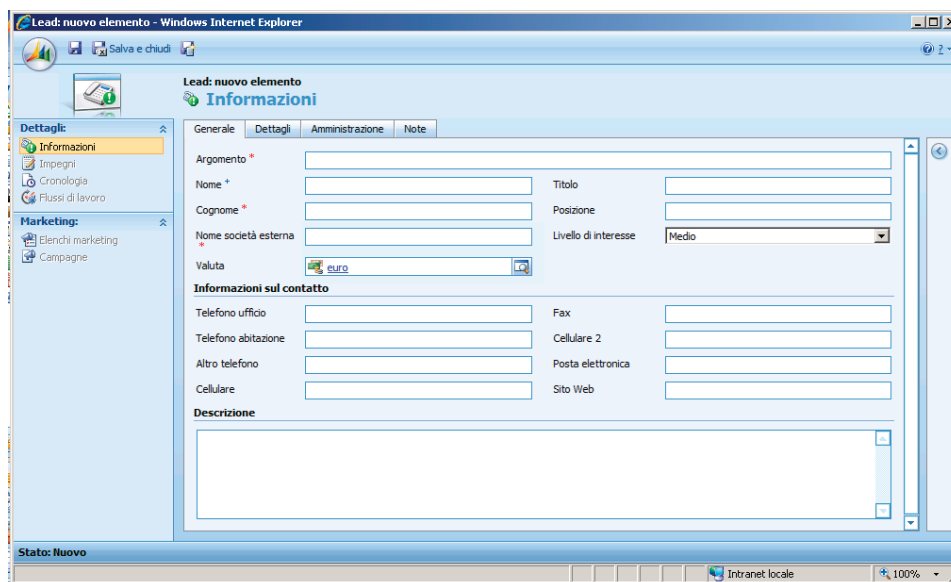 Lead: nuovo elemento - Windows Internet Explorer
Salva e chiudi
?
Lead: nuovo elemento
Informazioni
Dettagli:
Informazioni
Impegni
Cronologia
Flussi di lavoro
Marketing:
Elenchi marketing
Campagne
Generale Dettagli Amministrazione Note
Argomento *
Nome + Titolo
Cognome * Posizione
Nome società esterna * Livello di interesse Medio
Valuta euro
Informazioni sul contatto
Telefono ufficio Fax
Telefono abitazione Cellulare 2
Altro telefono Posta elettronica
Cellulare Sito Web
Descrizione
Stato: Nuovo
Intranet locale 100%